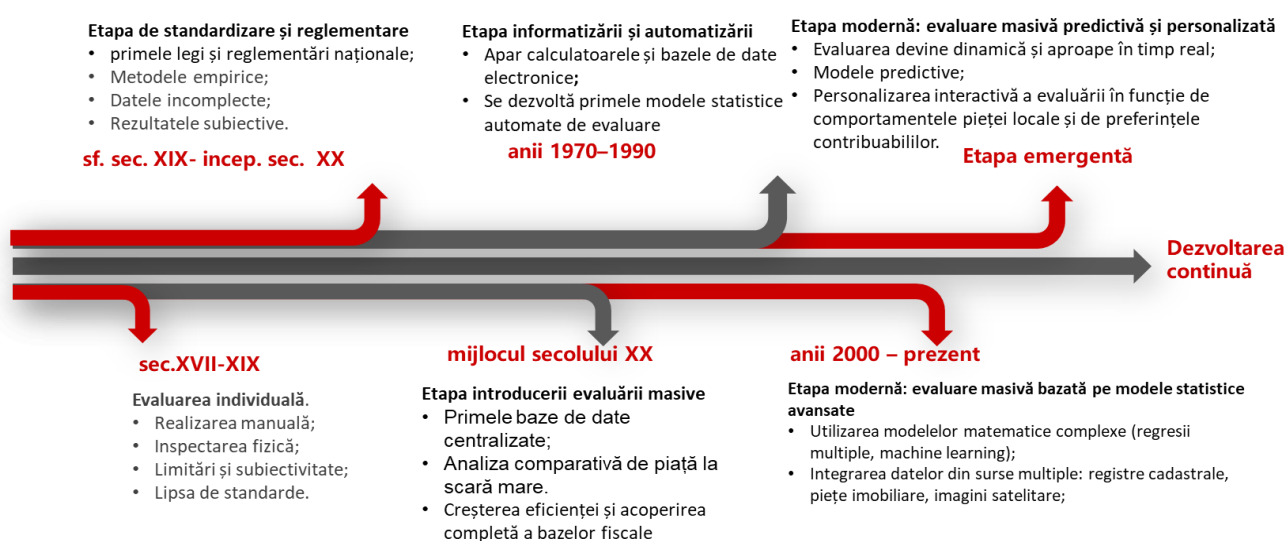 Etapa de standardizare și reglementare
• primele legi și reglementări naționale;
• Metodele empirice;
• Datele incomplecte;
• Rezultatele subiective.
sf. sec. XIX- incep. sec. XX
Etapa informatizării și automatizării
• Apar calculatoarele și bazele de date
electronice;
• Se dezvoltă primele modele statistice
automate de evaluare
anii 1970–1990
Etapa modernă: evaluare masivă predictivă și personalizată
• Evaluarea devine dinamică și aproape în timp real;
• Modele predictive;
• Personalizarea interactivă a evaluării în funcție de
comportamentele pieței locale și de preferințele
contribuabililor.
Etapa emergentă
Dezvoltarea
continuă
sec.XVII-XIX
Evaluarea individuală.
• Realizarea manuală;
• Inspectarea fizică;
• Limitări și subiectivitate;
• Lipsa de standarde.
mijlocul secolului XX
Etapa introducerii evaluării masive
• Primele baze de date
centralizate;
• Analiza comparativă de piață la
scară mare.
• Creșterea eficienței și acoperirea
completă a bazelor fiscale
anii 2000 – prezent
Etapa modernă: evaluare masivă bazată pe modele statistice
avansate
• Utilizarea modelelor matematice complexe (regresii
multiple, machine learning);
• Integrarea datelor din surse multiple: registre cadastrale,
piețe imobiliare, imagini satelitare;